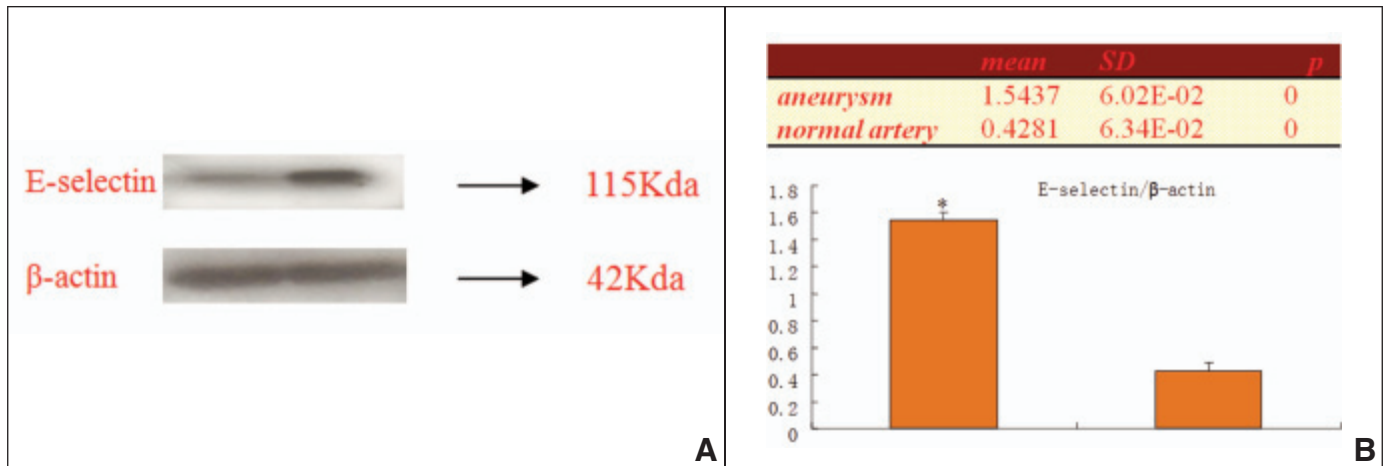 E-selectin
115Kda
β-actin
42Kda
A
mean SD p
aneurysm 1.5437 6.02E-02 0
normal artery 0.4281 6.34E-02 0
E-selectin/β-actin
1.8
1.6
*
1.4
1.2
1
0.8
0.6
0.4
0.2
0
B